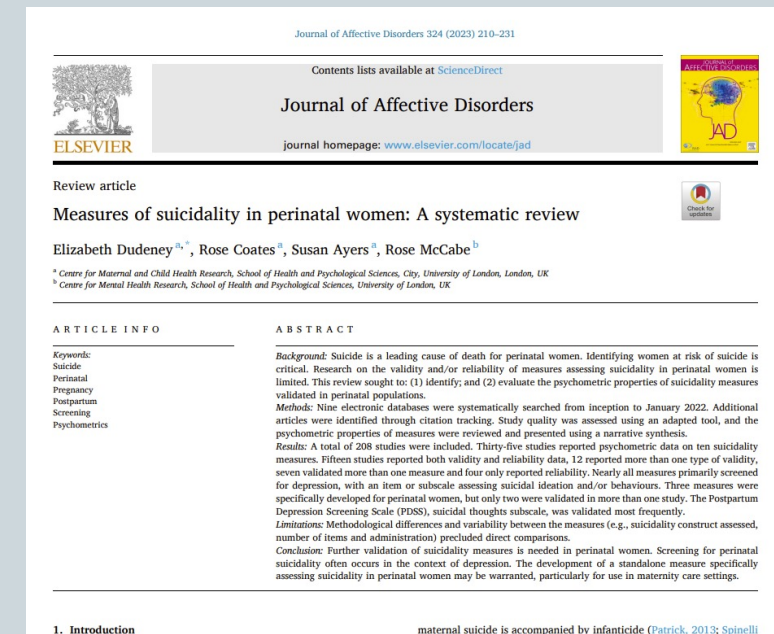 Journal of Affective Disorders 324 (2023) 210–231
Contents lists available at ScienceDirect
Journal of Affective Disorders
journal homepage: www.elsevier.com/locate/jad
ELSEVIER
JOURNAL of
AFFECTIVE DISORDERS
JAD
Review article
Check for
updates
Measures of suicidality in perinatal women: A systematic review
Elizabeth Dudeney a,*, Rose Coates a, Susan Ayers a, Rose McCabe b
a Centre for Maternal and Child Health Research, School of Health and Psychological Sciences, City, University of London, London, UK
b Centre for Mental Health Research, School of Health and Psychological Sciences, University of London, UK
ARTICLE INFO
Keywords:
Suicide
Perinatal
Pregnancy
Postpartum
Screening
Psychometrics
ABSTRACT
Background: Suicide is a leading cause of death for perinatal women. Identifying women at risk of suicide is
critical. Research on the validity and/or reliability of measures assessing suicidality in perinatal women is
limited. This review sought to: (1) identify; and (2) evaluate the psychometric properties of suicidality measures
validated in perinatal populations.
Methods: Nine electronic databases were systematically searched from inception to January 2022. Additional
articles were identified through citation tracking. Study quality was assessed using an adapted tool, and the
psychometric properties of measures were reviewed and presented using a narrative synthesis.
Results: A total of 208 studies were included. Thirty-five studies reported psychometric data on ten suicidality
measures. Fifteen studies reported both validity and reliability data, 12 reported more than one type of validity,
seven validated more than one measure and four only reported reliability. Nearly all measures primarily screened
for depression, with an item or subscale assessing suicidal ideation and/or behaviours. Three measures were
specifically developed for perinatal women, but only two were validated in more than one study. The Postpartum
Depression Screening Scale (PDSS), suicidal thoughts subscale, was validated most frequently.
Limitations: Methodological differences and variability between the measures (e.g., suicidality construct assessed,
number of items and administration) precluded direct comparisons.
Conclusion: Further validation of suicidality measures is needed in perinatal women. Screening for perinatal
suicidality often occurs in the context of depression. The development of a standalone measure specifically
assessing suicidality in perinatal women may be warranted, particularly for use in maternity care settings.
1. Introduction
maternal suicide is accompanied by infanticide (Patrick, 2013; Spinelli